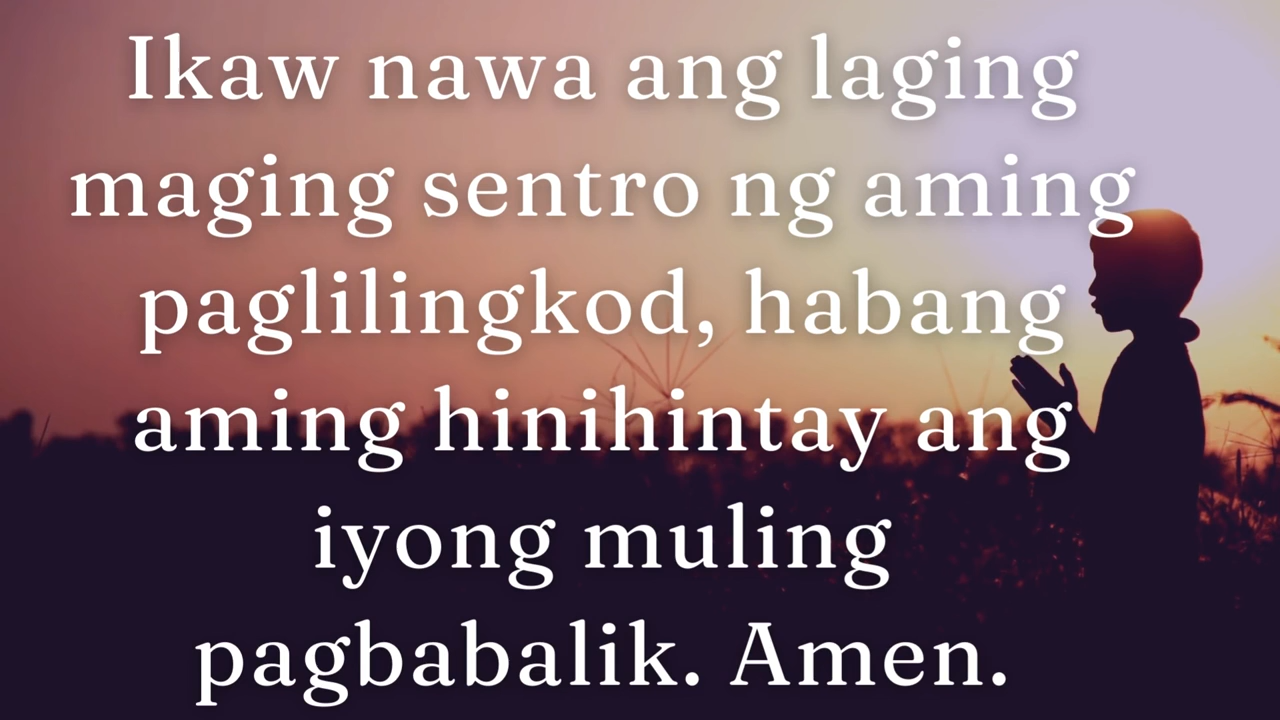 Ikaw nawa ang laging
maging sentro ng aming
paglilingkod, habang
aming hinihintay ang
iyong muling
pagbabalik. Amen.